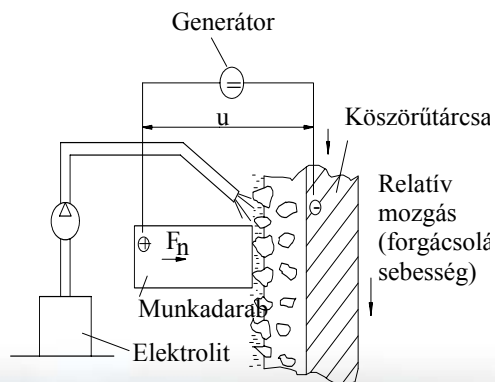 Generátor
u
Köszörűtárcsa
Relatív
mozgás
(forgácsolá
sebesség)
F
n
Munkadarab
Elektrolit